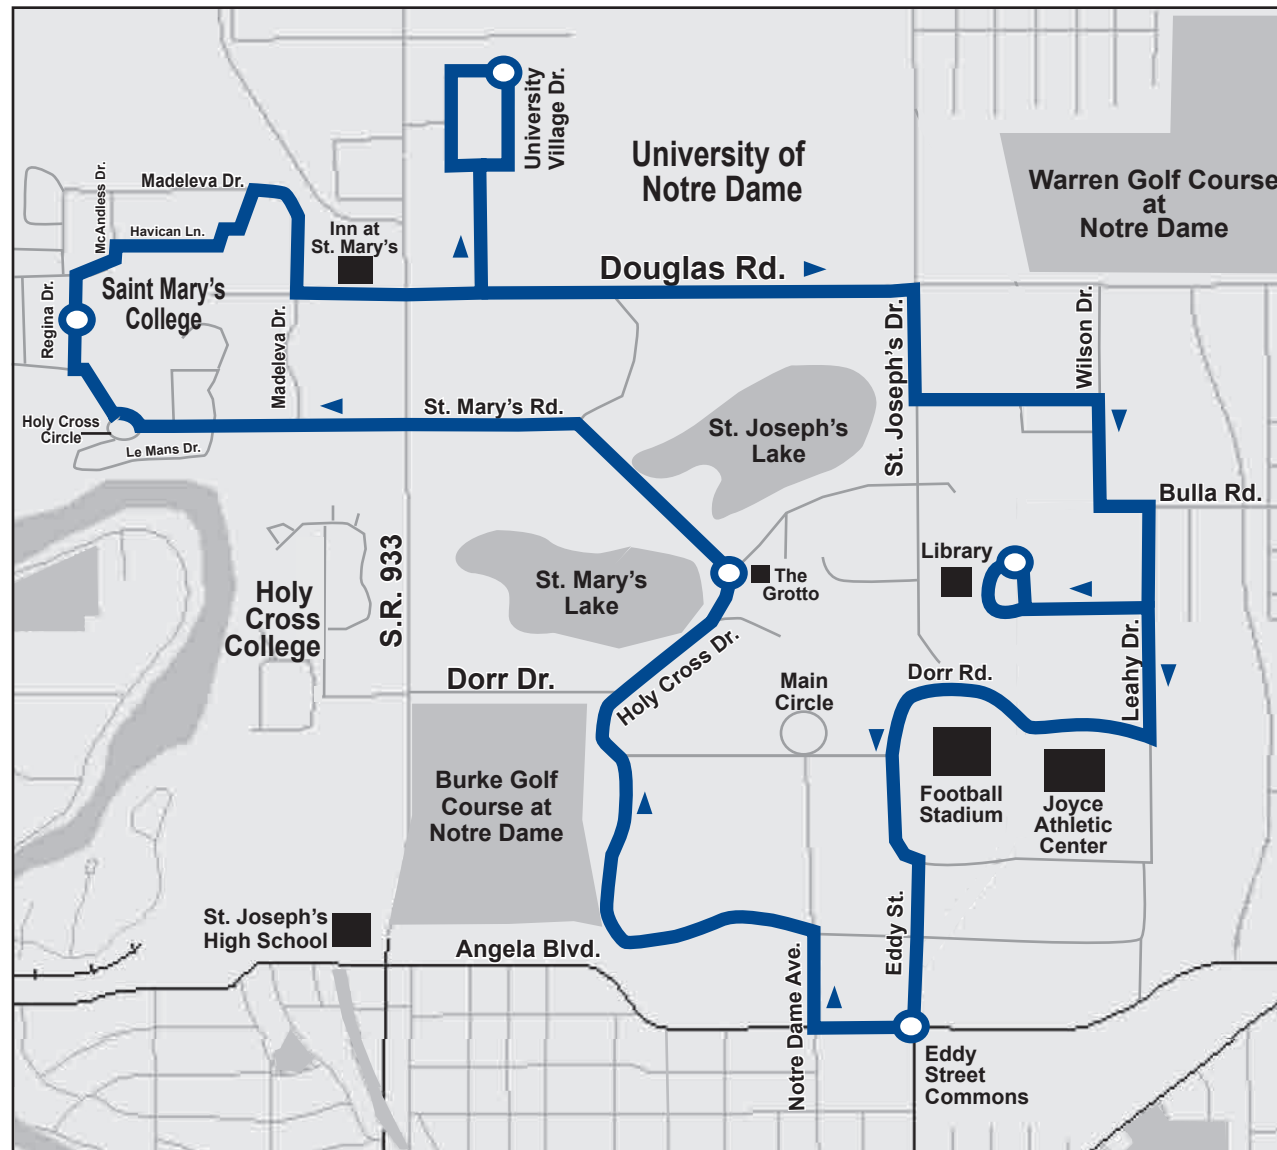 University
Village Dr.
University of
Notre Dame
Warren Golf Course
at
Notre Dame
Madeleva Dr.
McAndless Dr.
Havican Ln.
Inn at
St. Mary's
Douglas Rd.
Saint Mary's
College
Regina Dr.
Madeleva Dr.
St. Joseph's Dr.
Wilson Dr.
Holy Cross
Circle
Le Mans Dr.
St. Mary's Rd.
St. Joseph's
Lake
Bulla Rd.
S.R. 933
Library
The
Grotto
St. Mary's
Lake
Holy
Cross
College
Holy Cross Dr.
Dorr Dr.
Main
Circle
Dorr Rd.
Leahy Dr.
Burke Golf
Course at
Notre Dame
Football
Stadium
Joyce
Athletic
Center
St. Joseph's
High School
Angela Blvd.
Notre Dame Ave.
Eddy St.
Eddy
Street
Commons